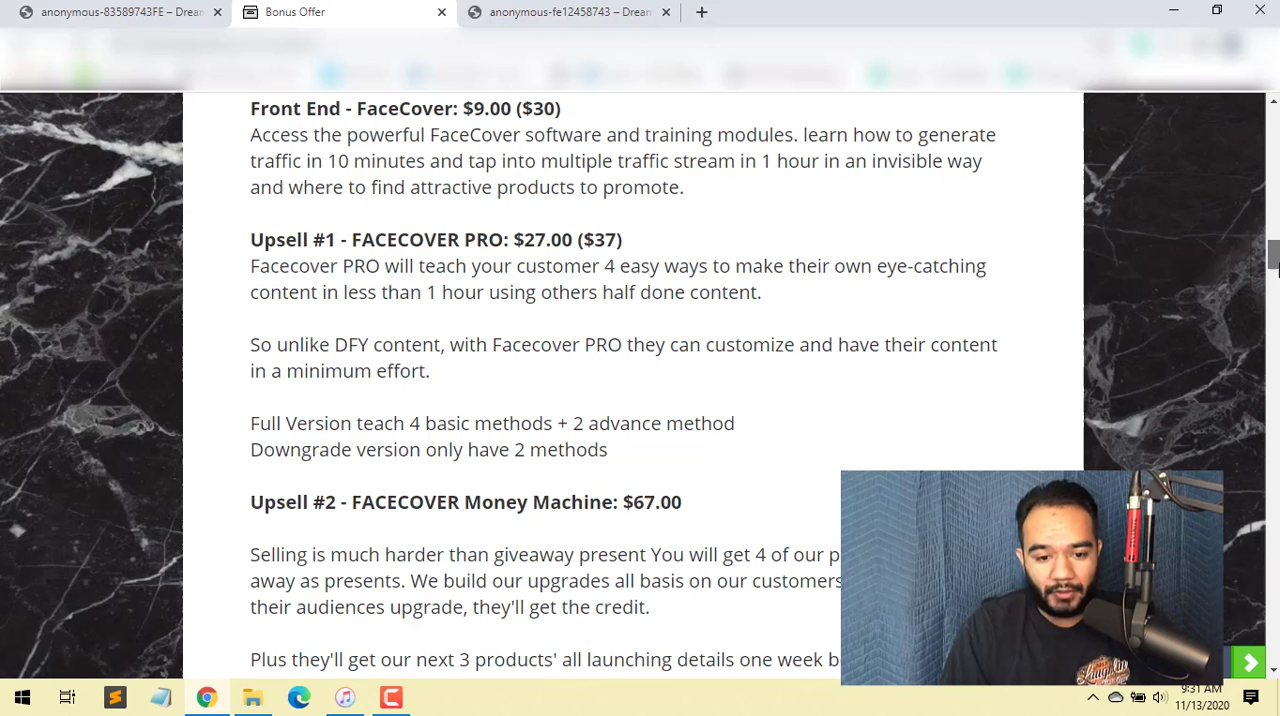 anonymous-83589743FE – Dream
Bonus Offer
anonymous-fe12458743 – Dream
Front End - FaceCover: $9.00 ($30)
Access the powerful FaceCover software and training modules. learn how to generate
traffic in 10 minutes and tap into multiple traffic stream in 1 hour in an invisible way
and where to find attractive products to promote.
Upsell #1 - FACECOVER PRO: $27.00 ($37)
Facecover PRO will teach your customer 4 easy ways to make their own eye-catching
content in less than 1 hour using others half done content.
So unlike DFY content, with Facecover PRO they can customize and have their content
in a minimum effort.
Full Version teach 4 basic methods + 2 advance method
Downgrade version only have 2 methods
Upsell #2 - FACECOVER Money Machine: $67.00
Selling is much harder than giveaway present You will get 4 of our p
away as presents. We build our upgrades all basis on our customers
their audiences upgrade, they'll get the credit.
Plus they'll get our next 3 products' all launching details one week b
9:31 AM
11/13/2020